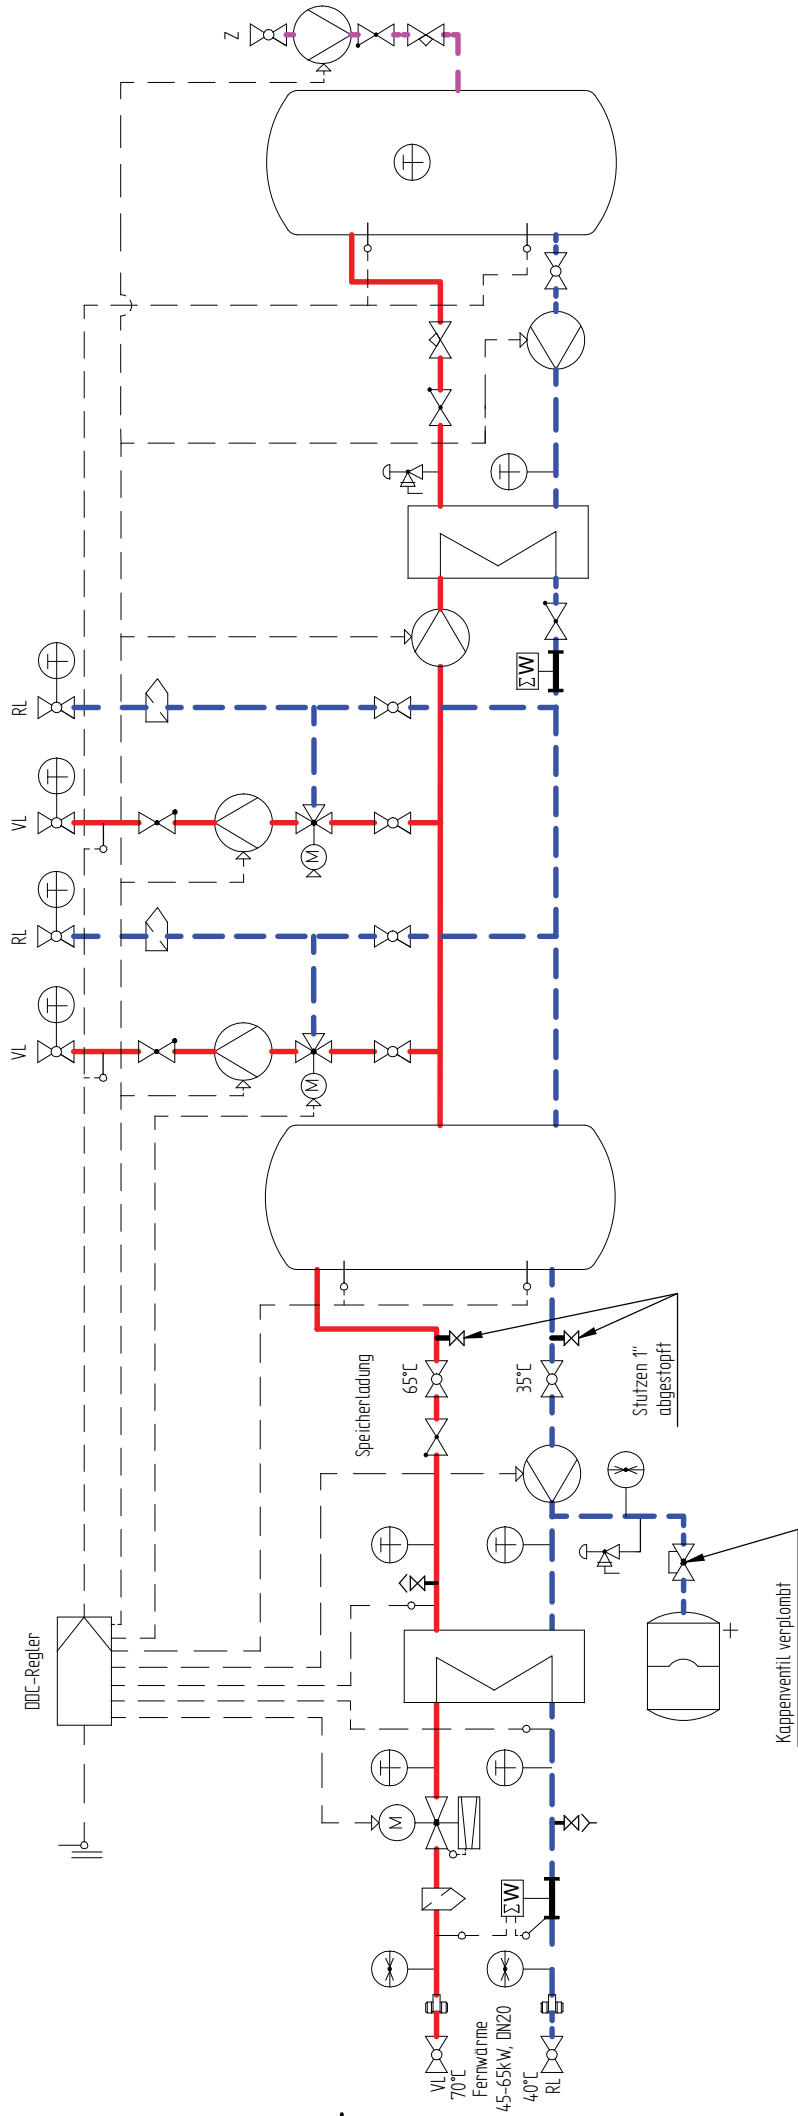 Z
T
RL
T
VL
T
M
RL
T
VL
T
M
T
ΣW
Speicherladung
65°C
35°C
Stutzen 1"
abgestopft
DDC-Regler
T
T
Kappenventil verplombt
T
T
M
ΣW
VL
70°C
Fernwärme
45-65kW, DN20
40°C
RL